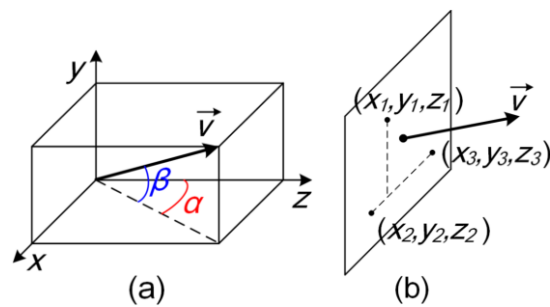 y
v
β
α
z
x
(a)
(x1,y1,z1)
v
(x3,y3,z3)
(x2,y2,z2)
(b)